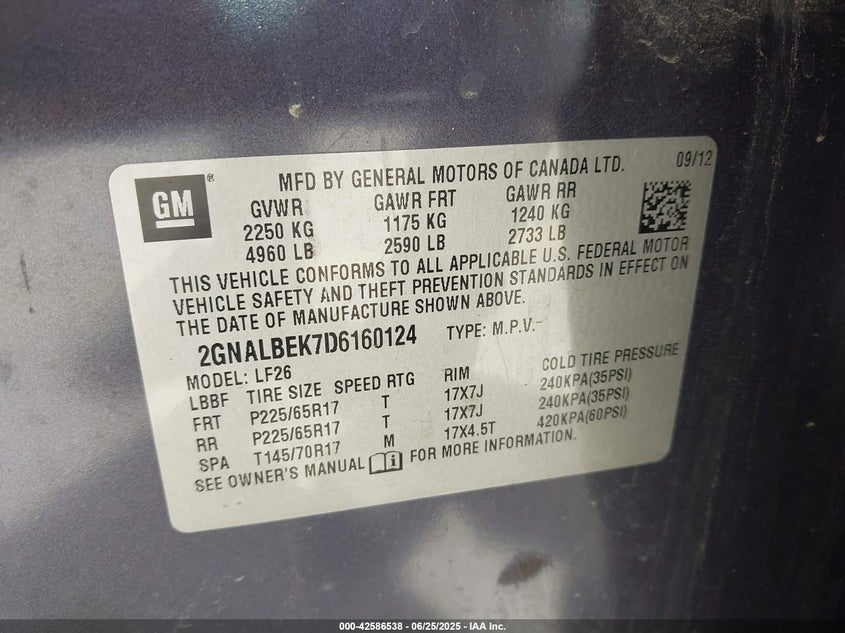 GM ®
MFD BY GENERAL MOTORS OF CANADA LTD. 09/12
GVWR GAWR FRT GAWR RR
2250 KG 1175 KG 1240 KG
4960 LB 2590 LB 2733 LB
THIS VEHICLE CONFORMS TO ALL APPLICABLE U.S. FEDERAL MOTOR
VEHICLE SAFETY AND THEFT PREVENTION STANDARDS IN EFFECT ON
THE DATE OF MANUFACTURE SHOWN ABOVE.
2GNALBEK7D6160124 TYPE: M.P.V.
MODEL: LF26
LBBF TIRE SIZE SPEED RTG RIM COLD TIRE PRESSURE
FRT P225/65R17 T 17X7J 240KPA(35PSI)
RR P225/65R17 T 17X7J 240KPA(35PSI)
SPA T145/70R17 M 17X4.5T 420KPA(60PSI)
SEE OWNER'S MANUAL i FOR MORE INFORMATION.
000-42586538 - 06/25/2025 - IAA Inc.